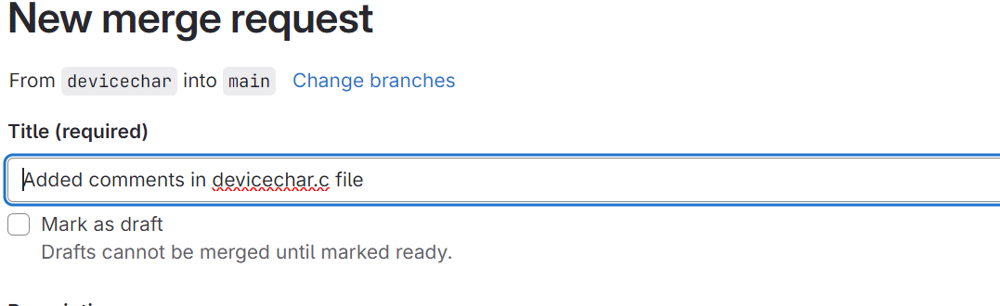 New merge request
From devicechar into main Change branches
Title (required)
Added comments in devicechar.c file
Mark as draft
Drafts cannot be merged until marked ready.